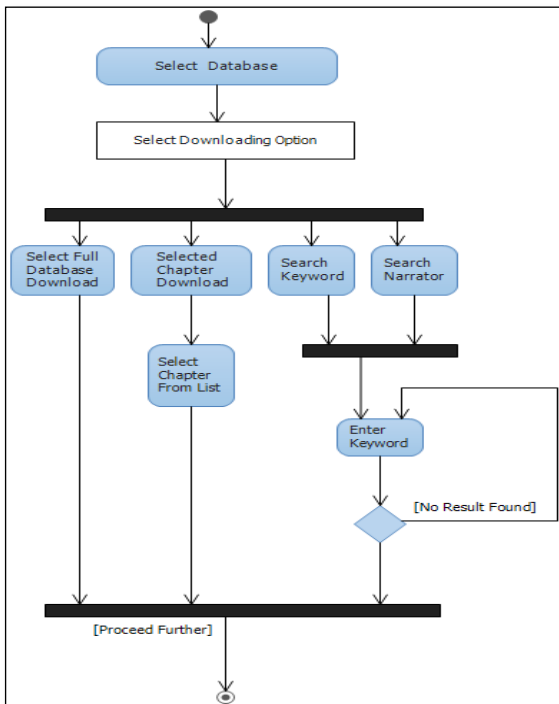 Select Database
Select Downloading Option
Select Full
Database
Download
Selected
Chapter
Download
Search
Keyword
Search
Narrator
Select
Chapter
From List
Enter
Keyword
[No Result Found]
[Proceed Further]